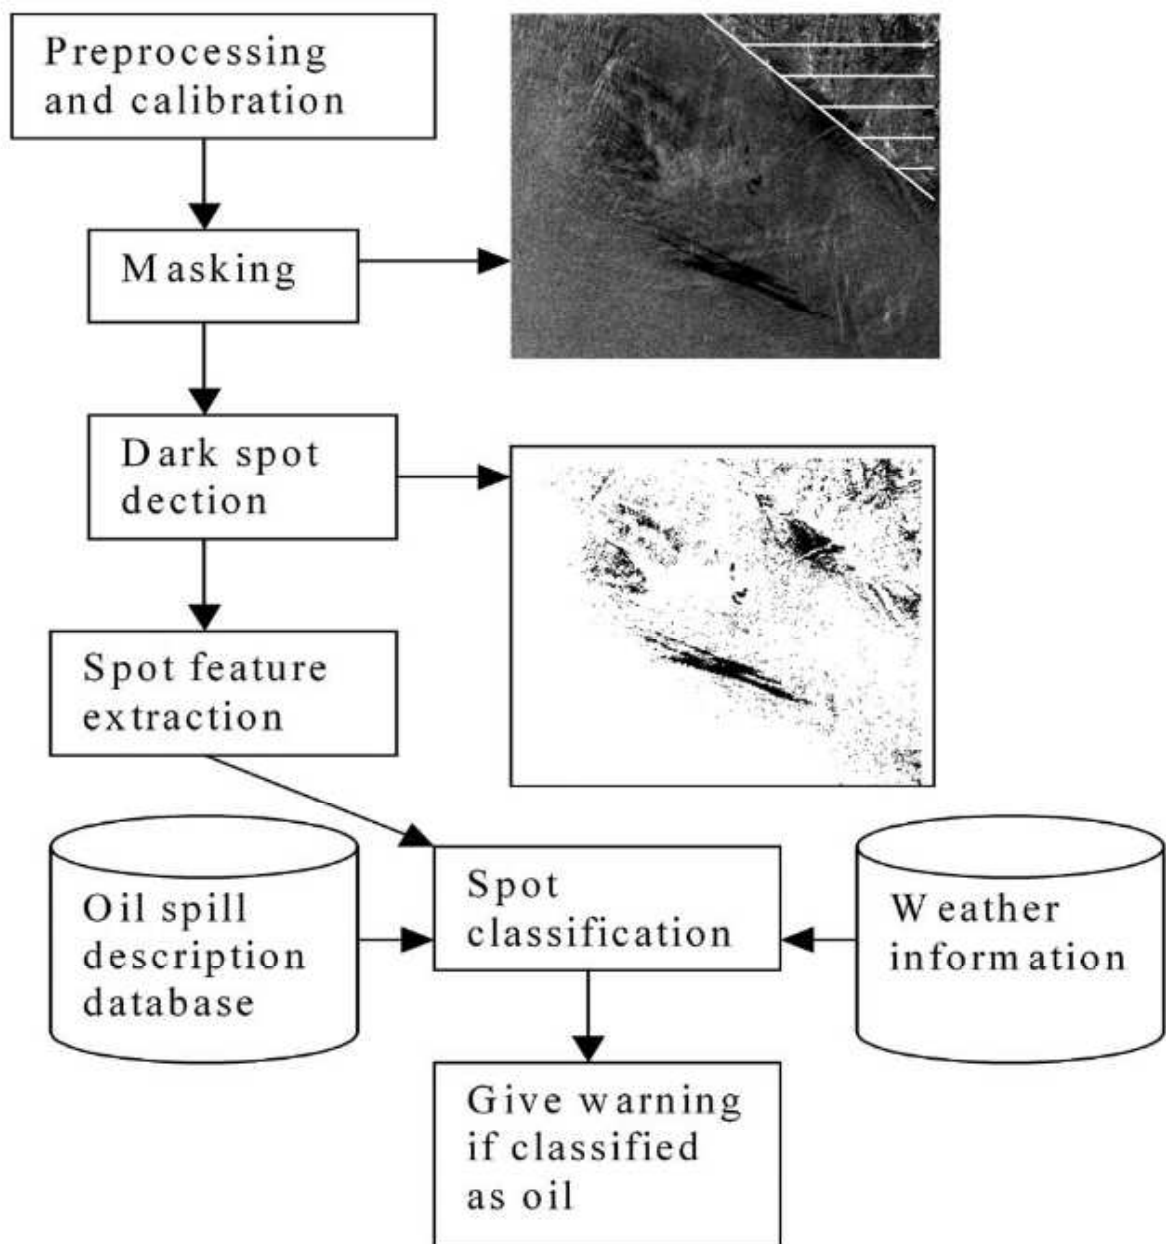 Preprocessing
and calibration
Masking
Dark spot
dection
Spot feature
extraction
Oil spill
description
database
Spot
classification
Weather
information
Give warning
if classified
as oil